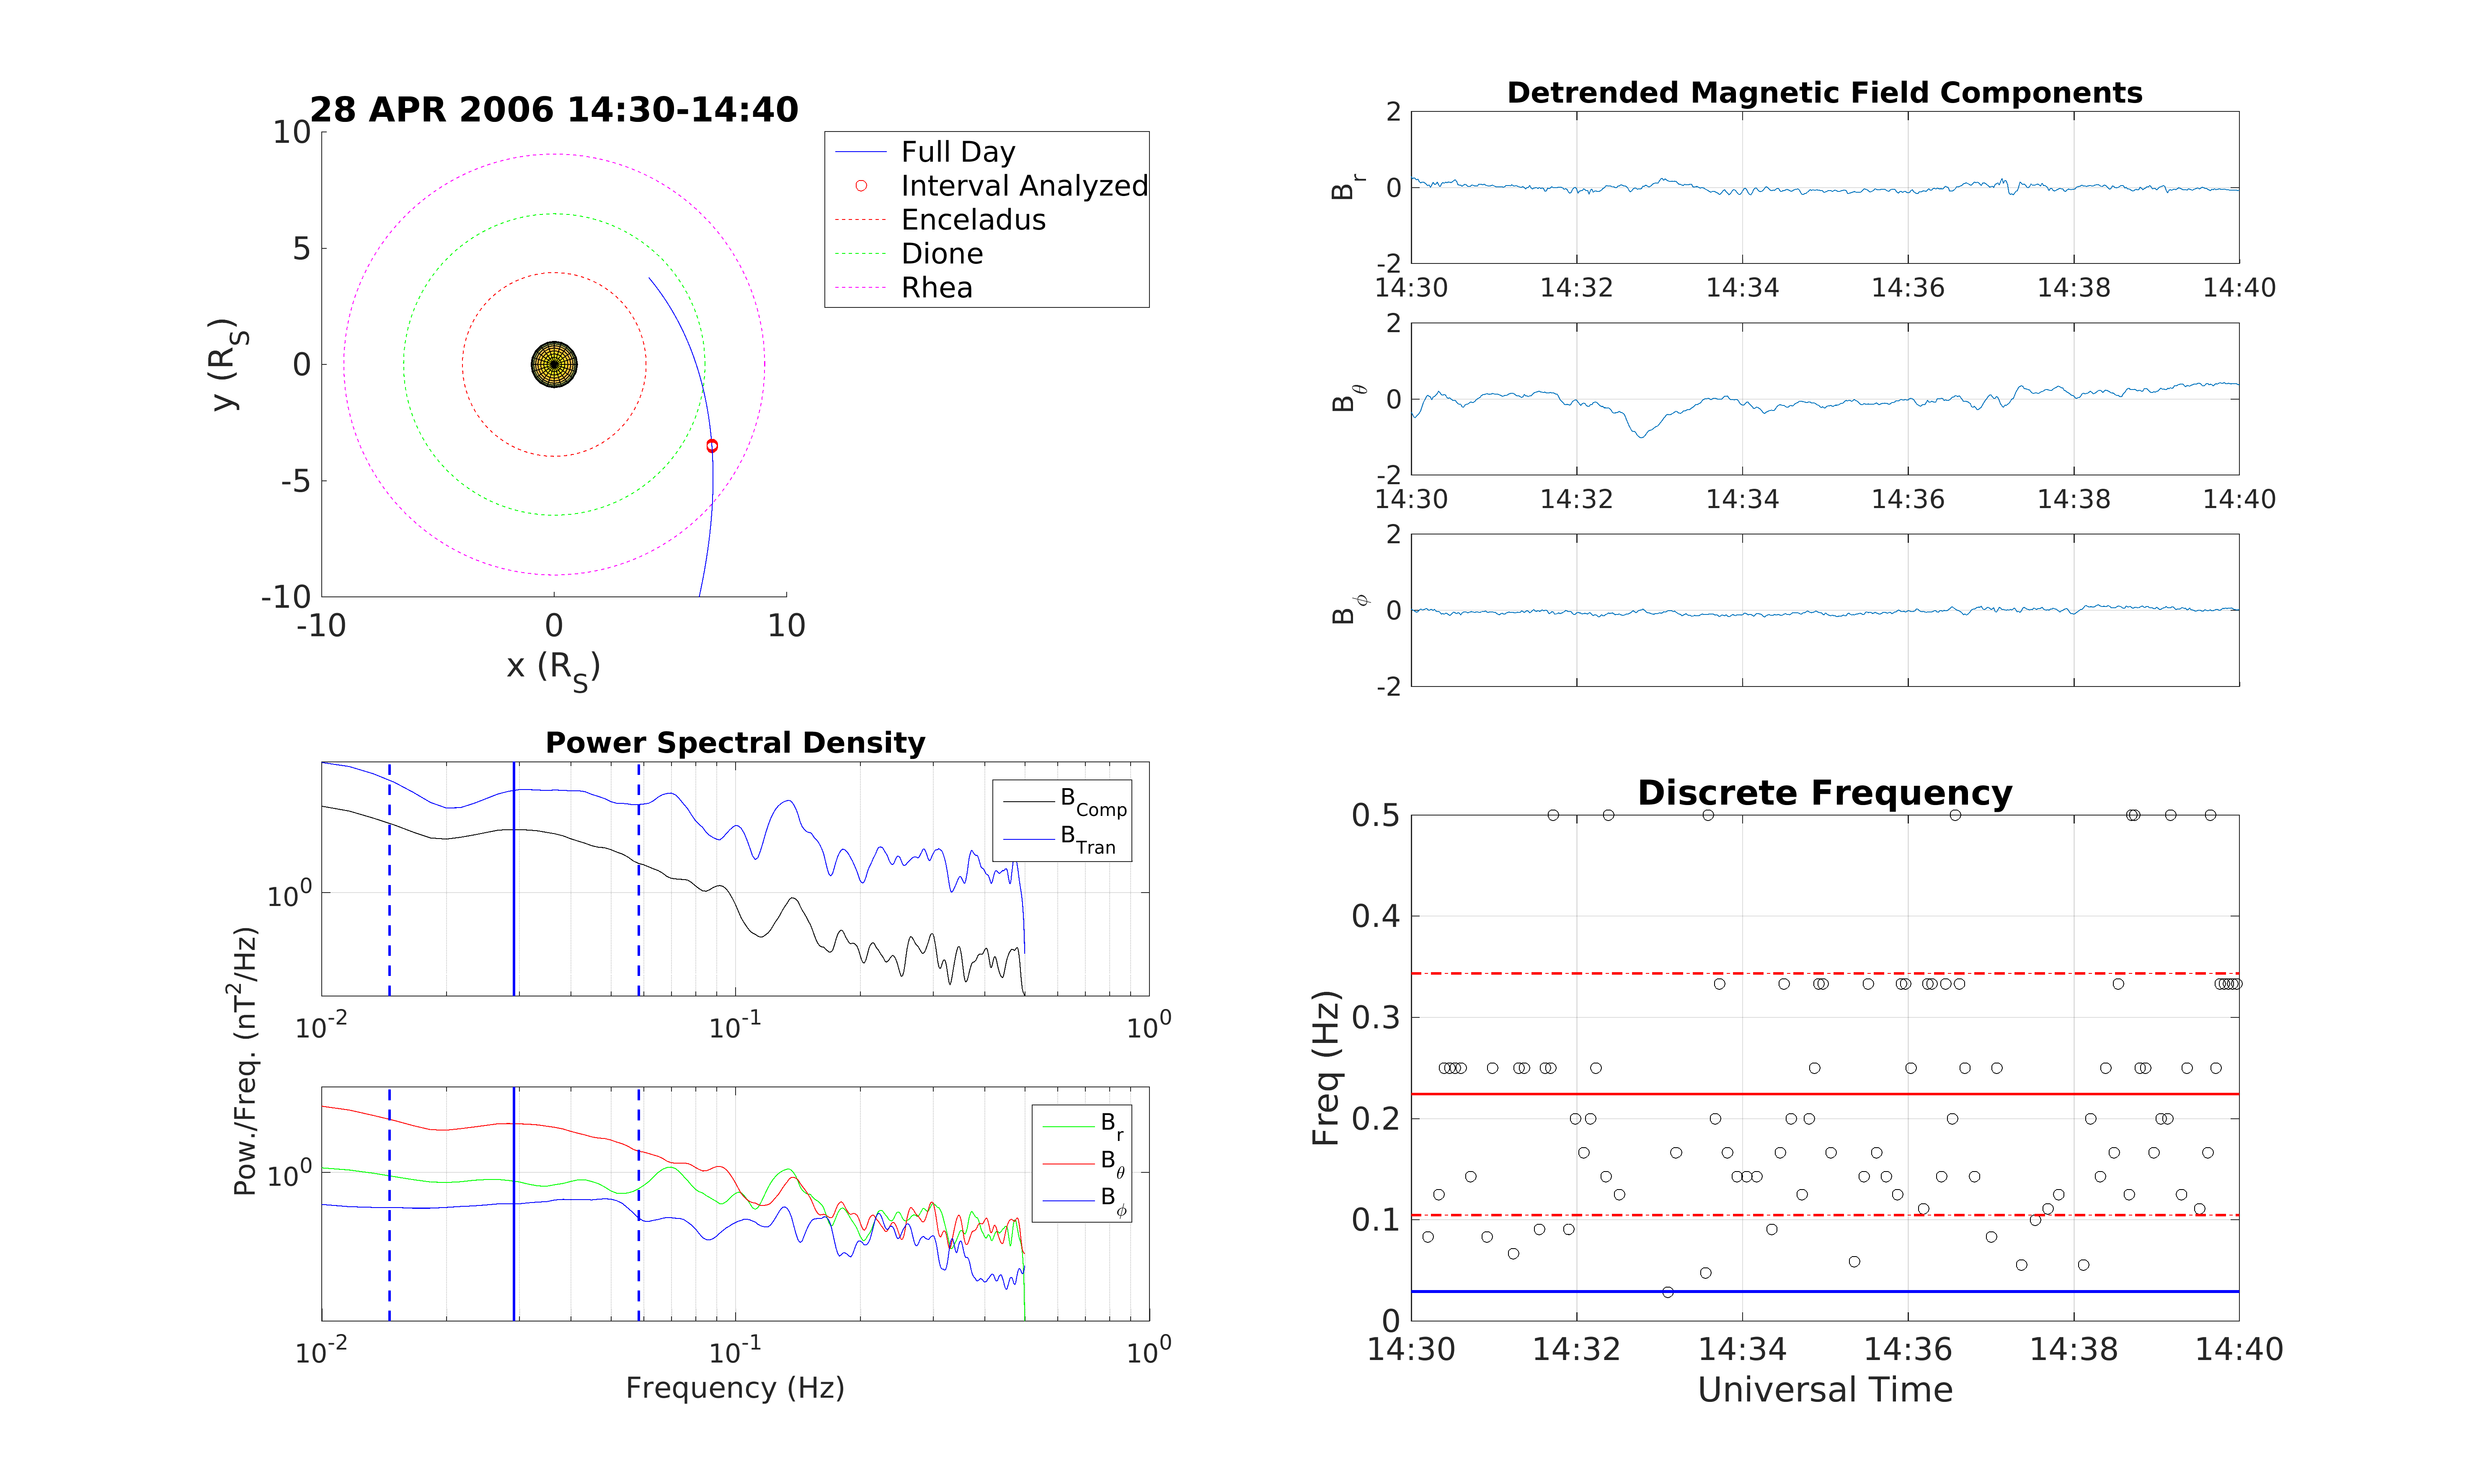 28 APR 2006 14:30-14:40
10
5
0
-5
-10
-10 0 10
y (R_S)
x (R_S)
Full Day
Interval Analyzed
Enceladus
Dione
Rhea
Detrended Magnetic Field Components
2
0
-2
B_r
14:30 14:32 14:34 14:36 14:38 14:40
2
0
-2
B_θ
14:30 14:32 14:34 14:36 14:38 14:40
2
0
-2
B_ϕ
Power Spectral Density
10^0
B_Comp
B_Tran
10^-2 10^-1 10^0
Pow./Freq. (nT^2/Hz)
10^0
B_r
B_θ
B_ϕ
10^-2 10^-1 10^0
Frequency (Hz)
Discrete Frequency
0.5
0.4
0.3
0.2
0.1
0
Freq (Hz)
14:30 14:32 14:34 14:36 14:38 14:40
Universal Time